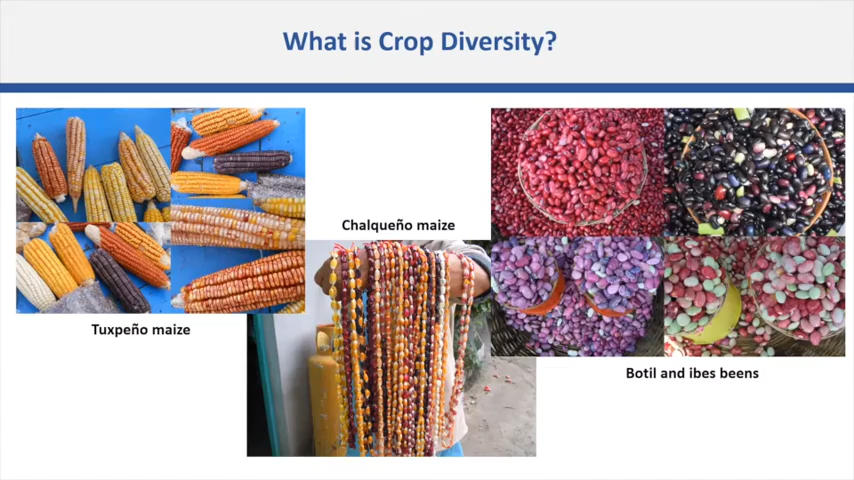 What is Crop Diversity?
Chalqueño maize
Tuxpeño maize
Botil and ibes beens